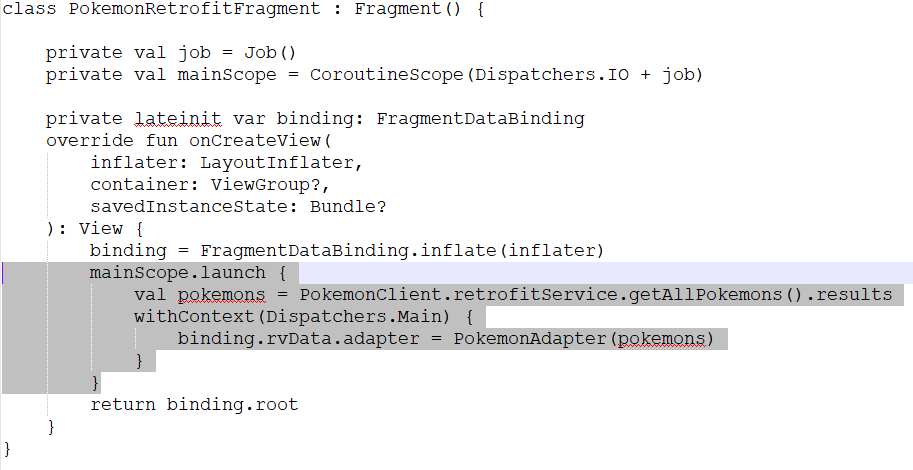 class PokemonRetrofitFragment : Fragment() {
private val job = Job()
private val mainScope = CoroutineScope(Dispatchers.IO + job)
private lateinit var binding: FragmentDataBinding
override fun onCreateView(
inflater: LayoutInflater,
container: ViewGroup?,
savedInstanceState: Bundle?
): View {
binding = FragmentDataBinding.inflate(inflater)
mainScope.launch {
val pokemons = PokemonClient.retrofitService.getAllPokemons().results
withContext(Dispatchers.Main) {
binding.rvData.adapter = PokemonAdapter(pokemons)
}
}
return binding.root
}
}